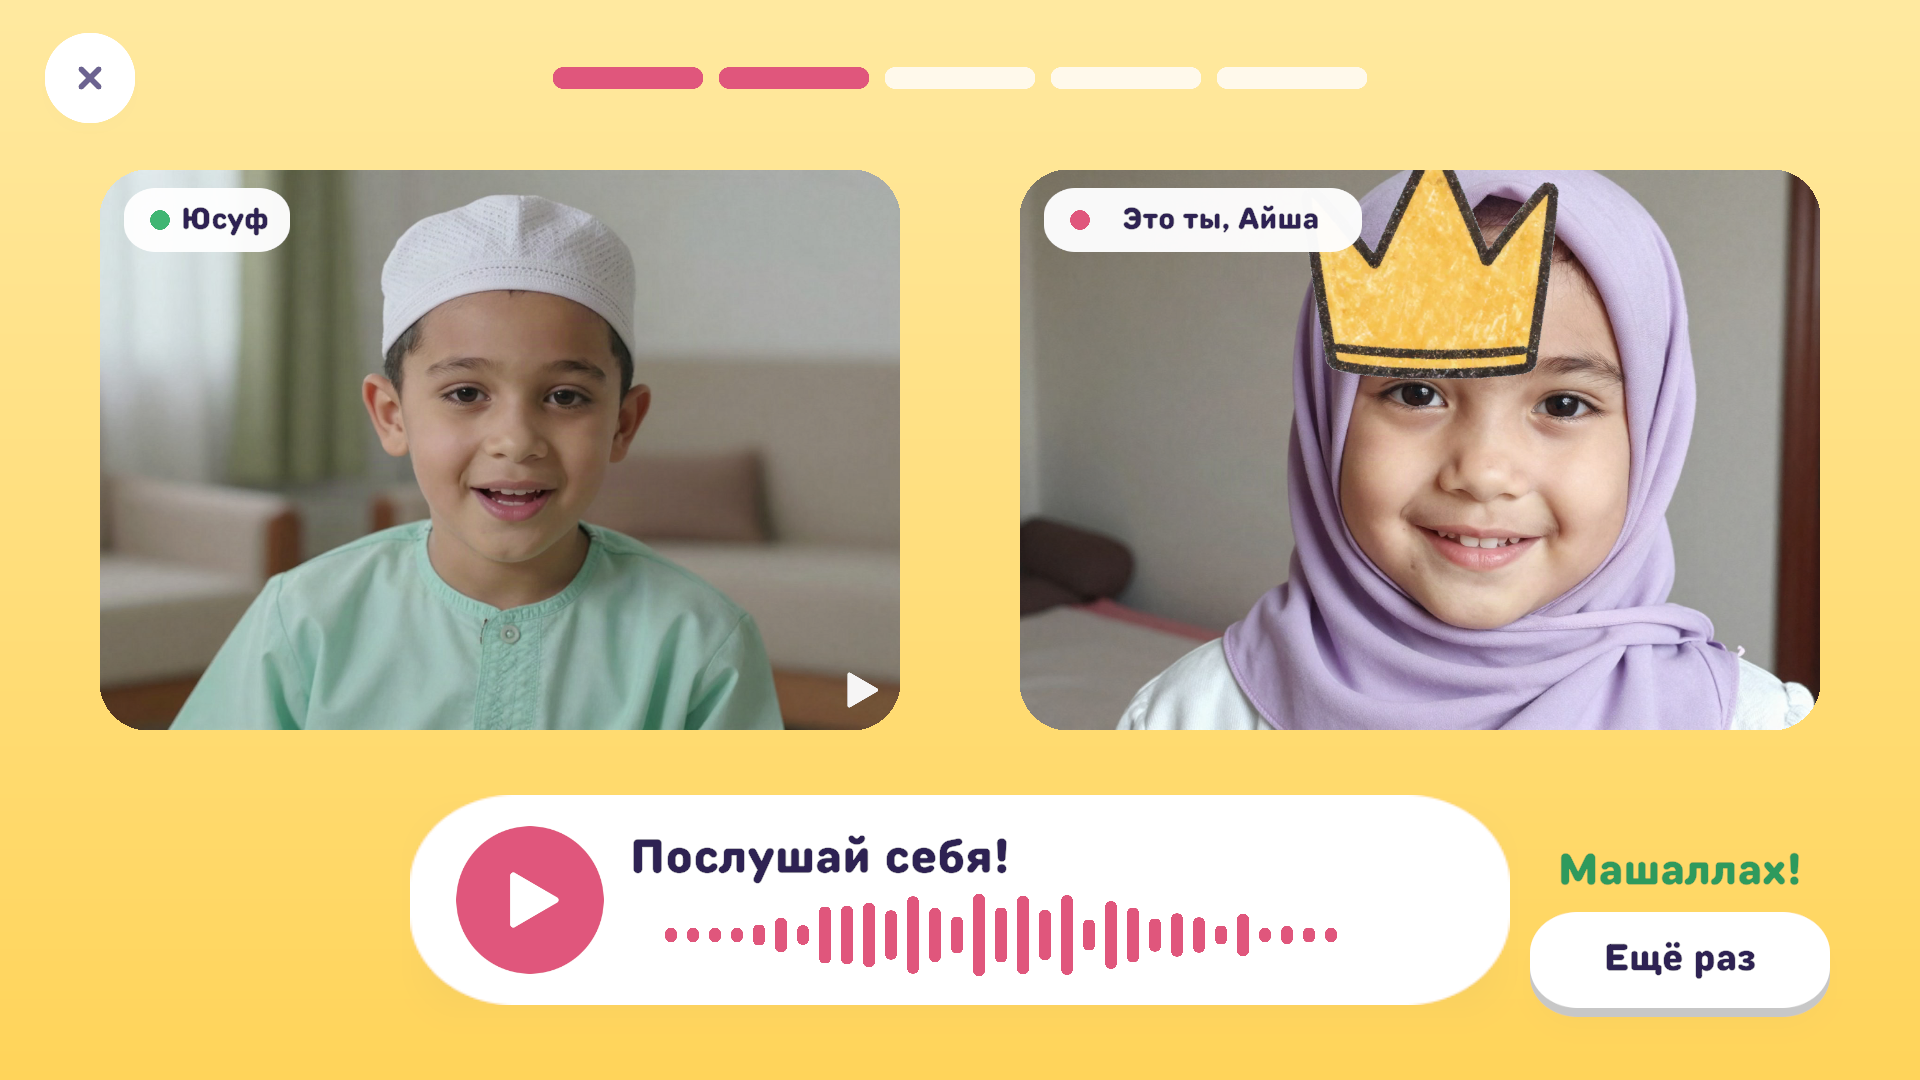 Юсуф
Это ты, Айша
Послушай себя!
Машаллах!
Ещё раз